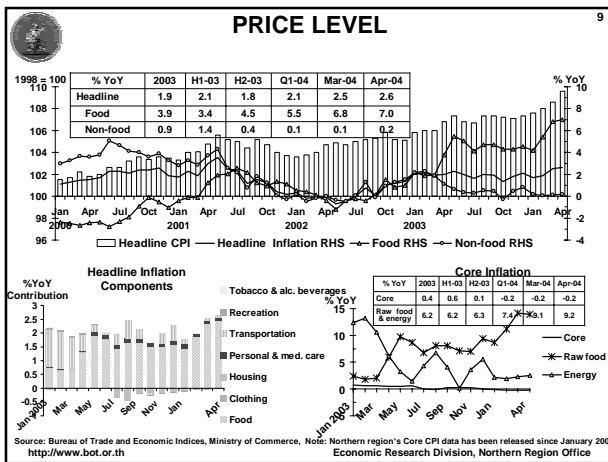 PRICE LEVEL
9
1998 = 100
% YoY
% YoY 2003 H1-03 H2-03 Q1-04 Mar-04 Apr-04
Headline 1.9 2.1 1.8 2.1 2.5 2.6
Food 3.9 3.4 4.5 5.5 6.8 7.0
Non-food 0.9 1.4 0.4 0.1 0.1 0.2
110
108
106
104
102
100
98
96
10
8
6
4
2
0
-2
-4
Jan Apr Jul Oct Jan Apr Jul Oct Jan Apr Jul Oct Jan Apr Jul Oct Jan Apr
2000 2001 2002 2003
Headline CPI Headline Inflation RHS Food RHS Non-food RHS
Headline Inflation
Components
%YoY
Contribution
3
2.5
2
1.5
1
0.5
0
-0.5
-1
Jan 2003 Mar May Jul Sep Nov Jan Apr
Tobacco & alc. beverages
Recreation
Transportation
Personal & med. care
Housing
Clothing
Food
Core Inflation
% YoY 2003 H1-03 H2-03 Q1-04 Mar-04 Apr-04
Core 0.4 0.6 0.1 -0.2 -0.2 -0.2
Raw food & energy 6.2 6.2 6.3 7.4 9.1 9.2
% YoY
15
10
5
0
-5
Jan 2003 Mar May Jul Sep Nov Jan Apr
Core
Raw food
Energy
Source: Bureau of Trade and Economic Indices, Ministry of Commerce, Note: Northern region's Core CPI data has been released since January 200
http://www.bot.or.th
Economic Research Division, Northern Region Office